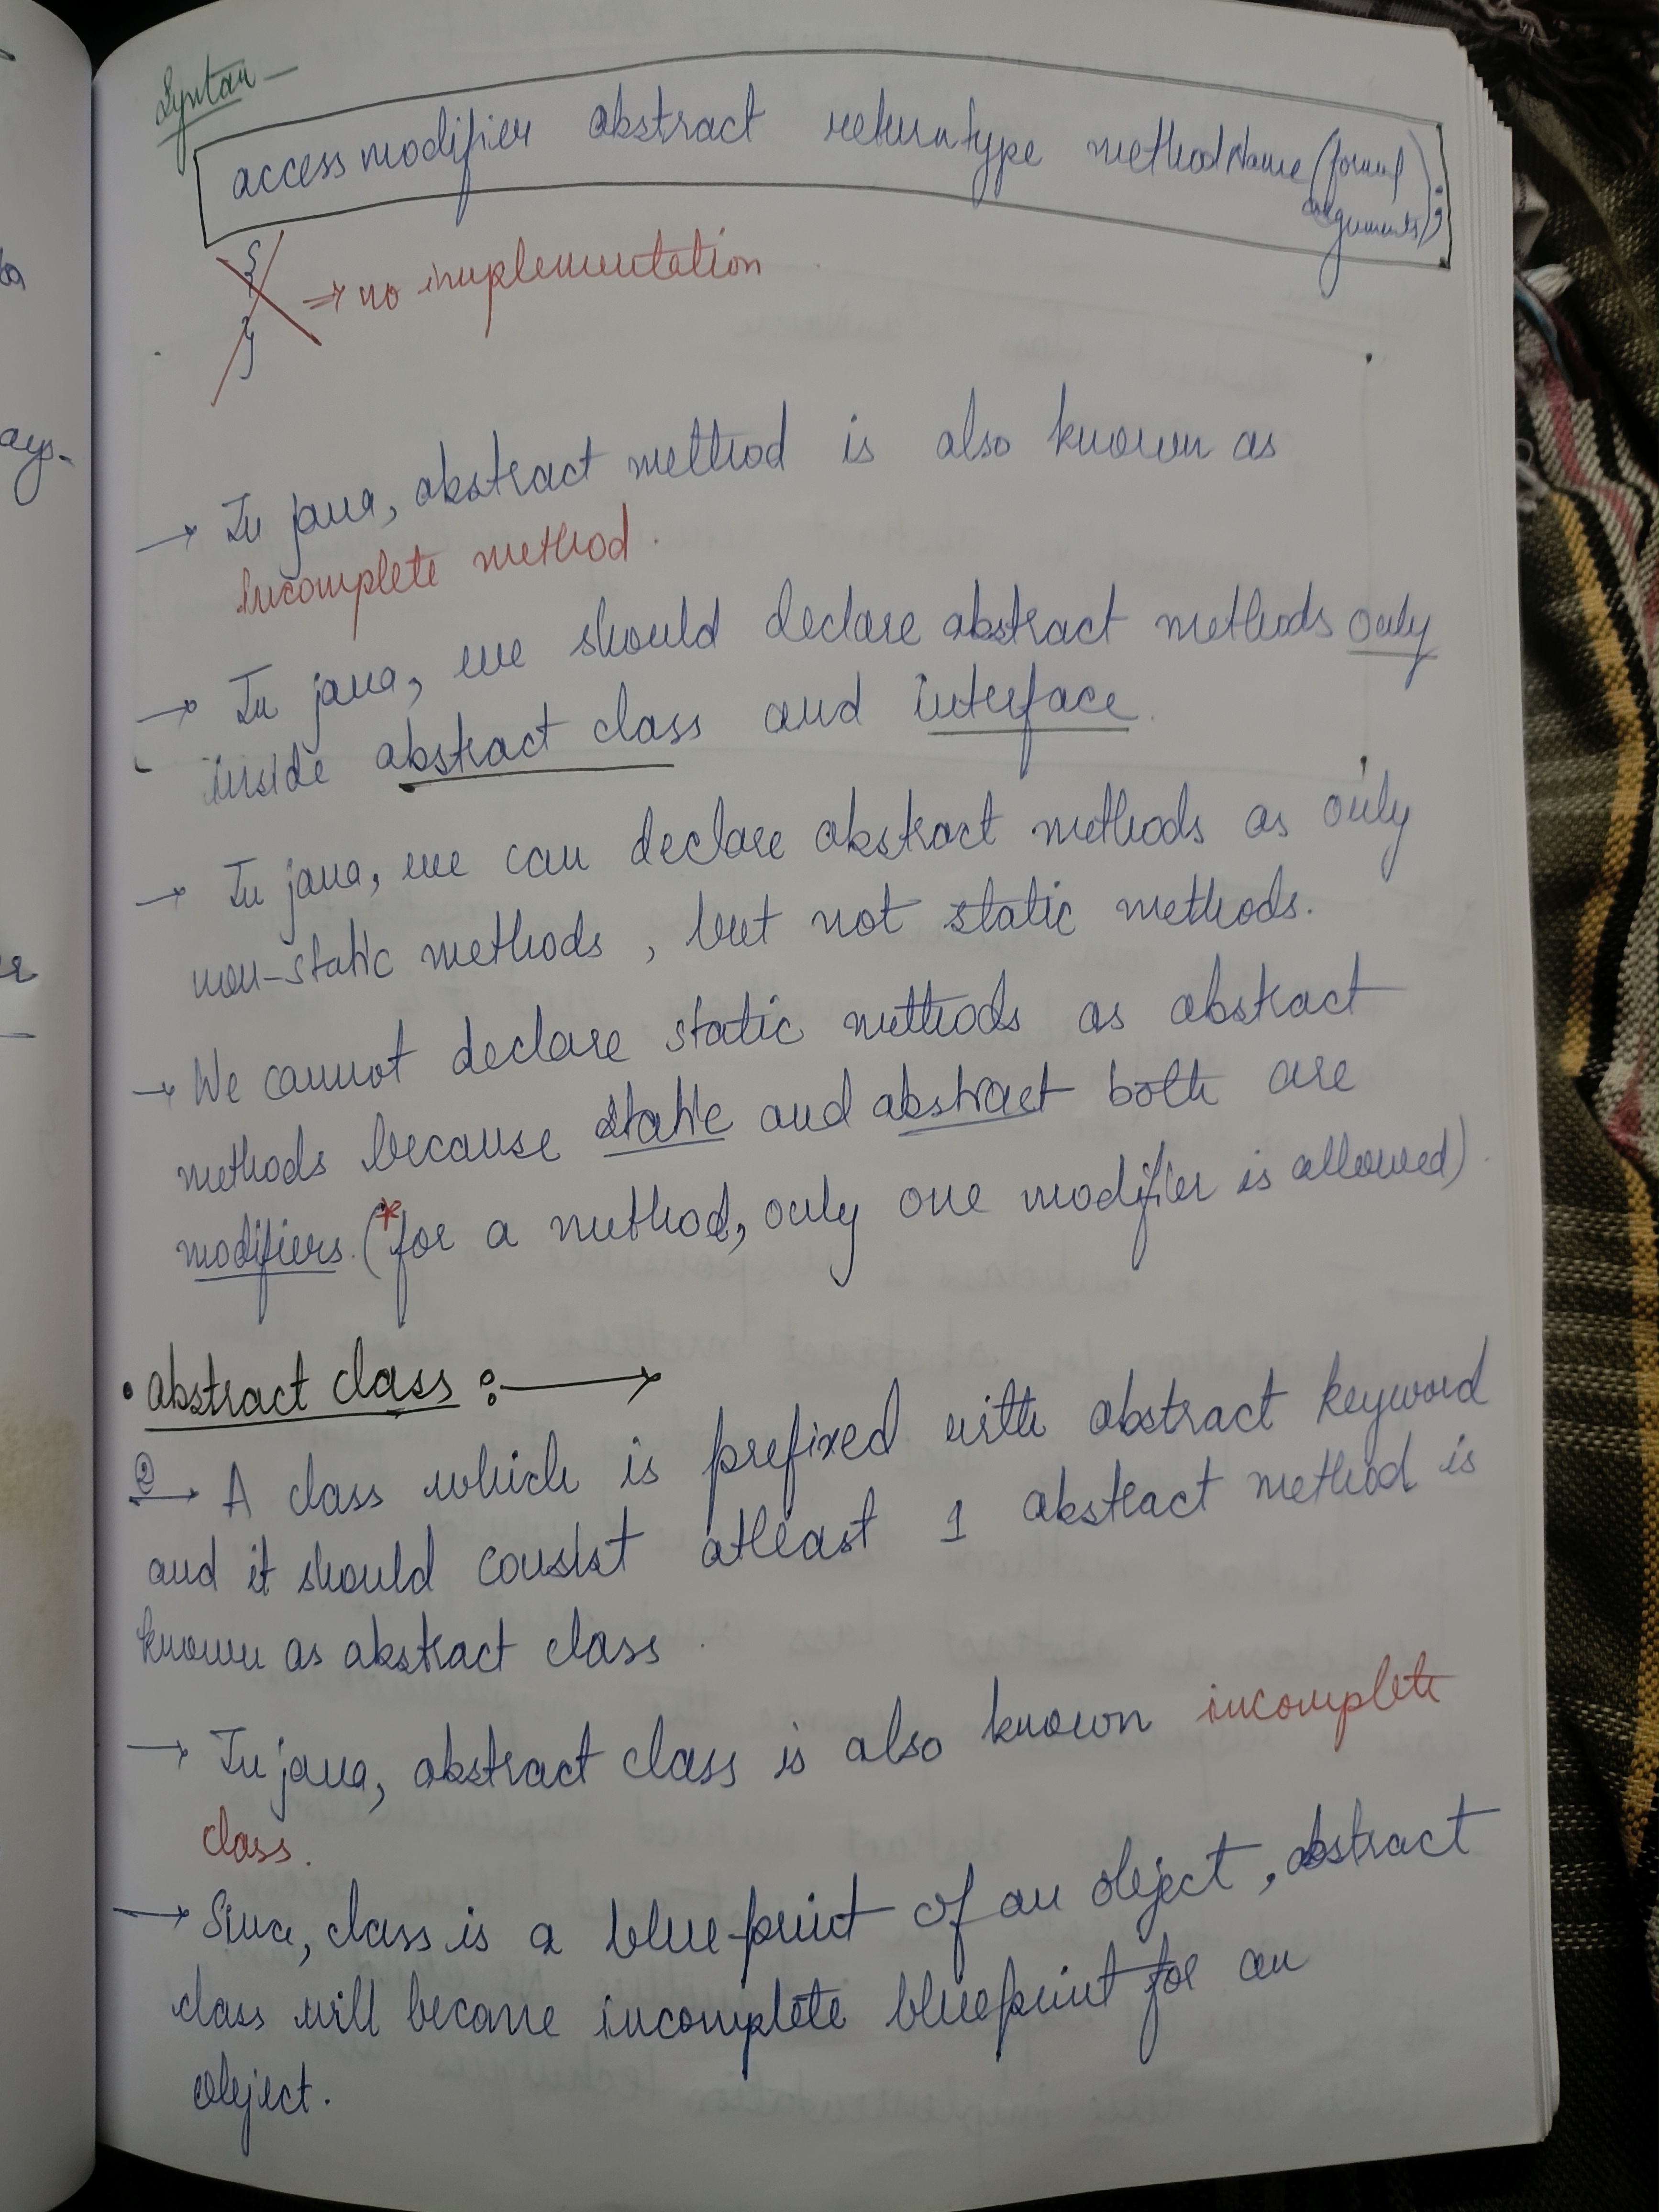 Syntax –
access modifier abstract returntype methodName (formal
arguments);
{
⇒ no implementation
}
→ In java, abstract method is also known as
incomplete method.
→ In java, we should declare abstract methods only
inside abstract class and interface.
→ In java, we can declare abstract methods as only
non-static methods, but not static methods.
→ We cannot declare static methods as abstract
methods because static and abstract both are
modifiers. (*for a method, only one modifier is allowed)
• abstract class :⟶
② → A class which is prefixed with abstract keyword
and it should consist atleast 1 abstract method is
known as abstract class.
→ In java, abstract class is also known incomplete
class.
→ Since, class is a blue-print of an object, abstract
class will become incomplete blueprint for an
object.